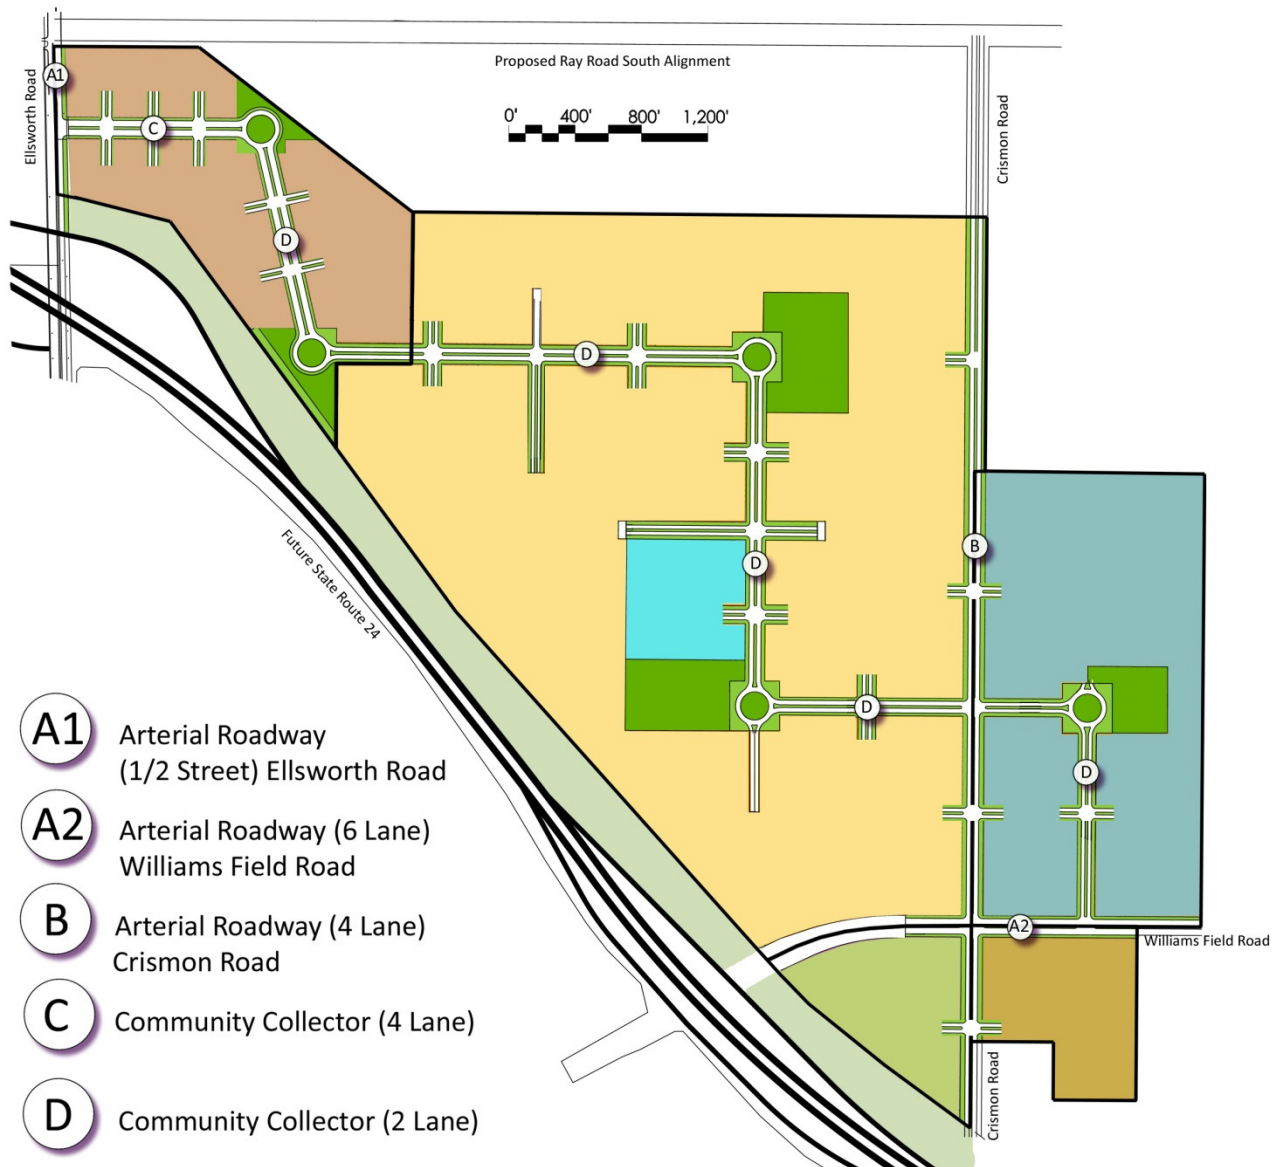 Proposed Ray Road South Alignment
A1
Ellsworth Road
0' 400' 800' 1,200'
Crismon Road
C
D
D
B
D
Future State Route 24
D
D
A2
Williams Field Road
Crismon Road
A1 Arterial Roadway
(1/2 Street) Ellsworth Road
A2 Arterial Roadway (6 Lane)
Williams Field Road
B Arterial Roadway (4 Lane)
Crismon Road
C Community Collector (4 Lane)
D Community Collector (2 Lane)